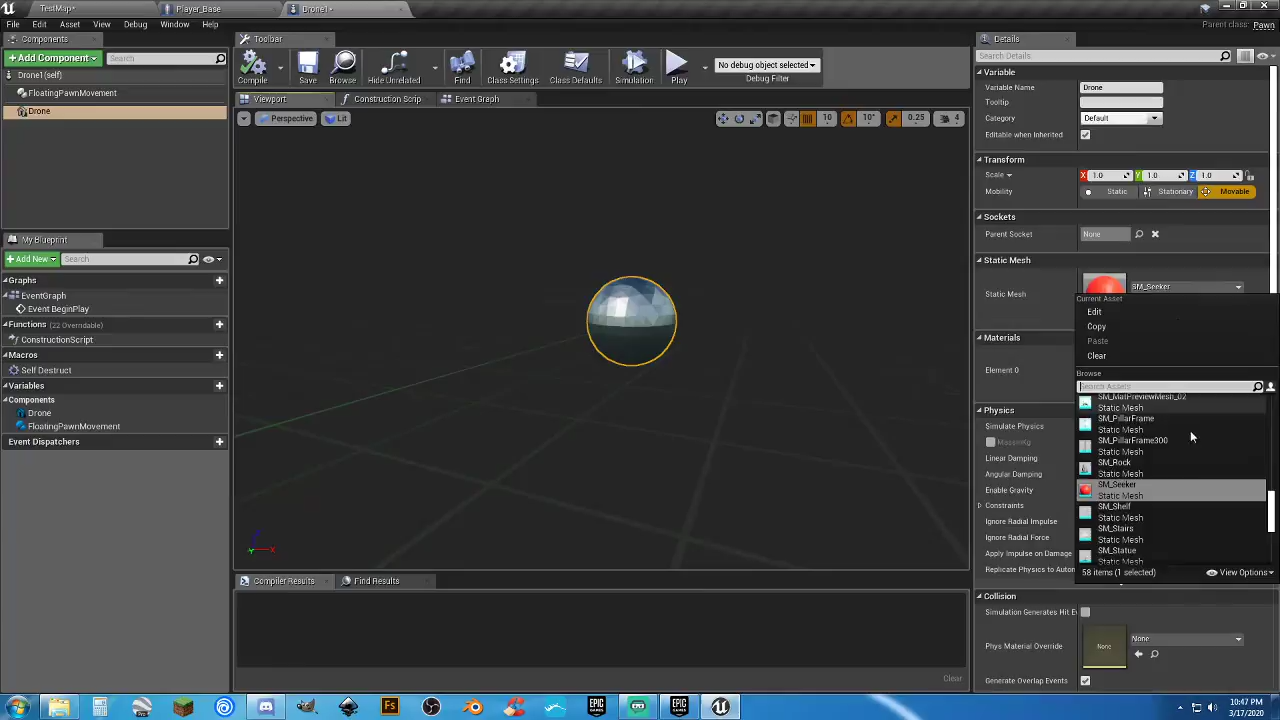 TestMap*
Player_Base
Drone1*
File Edit Asset View Debug Window Help
Parent class: Pawn
Components
Toolbar
Details
+Add Component
Search
Search Details
Drone1(self)
FloatingPawnMovement
Drone
Compile
Save
Browse
Hide Unrelated
Find
Class Settings
Class Defaults
Simulation
Play
No debug object selected
Debug Filter
Viewport
Construction Scrip
Event Graph
Perspective
Lit
10
10°
0.25
4
Variable
Variable Name
Drone
Tooltip
Category
Default
Editable when Inherited
Transform
Scale
X 1.0
Y 1.0
Z 1.0
Mobility
Static
Stationary
Movable
Sockets
Parent Socket
None
Static Mesh
Static Mesh
SM_Seeker
Current Asset
Edit
Copy
Paste
Clear
Browse
Search Assets
SM_MatPreviewMesh_02
Static Mesh
SM_PillarFrame
Static Mesh
SM_PillarFrame300
Static Mesh
SM_Rock
Static Mesh
SM_Seeker
Static Mesh
SM_Shelf
Static Mesh
SM_Stairs
Static Mesh
SM_Statue
Static Mesh
58 items (1 selected)
View Options
Materials
Element 0
Physics
Simulate Physics
MassInKg
Linear Damping
Angular Damping
Enable Gravity
Constraints
Ignore Radial Impulse
Ignore Radial Force
Apply Impulse on Damage
Replicate Physics to Auton
Collision
Simulation Generates Hit E
Phys Material Override
None
None
Generate Overlap Events
My Blueprint
+Add New
Search
Graphs
EventGraph
Event BeginPlay
Functions (22 Overridable)
ConstructionScript
Macros
Self Destruct
Variables
Components
Drone
FloatingPawnMovement
Event Dispatchers
Compiler Results
Find Results
Clear
10:47 PM
3/17/2020